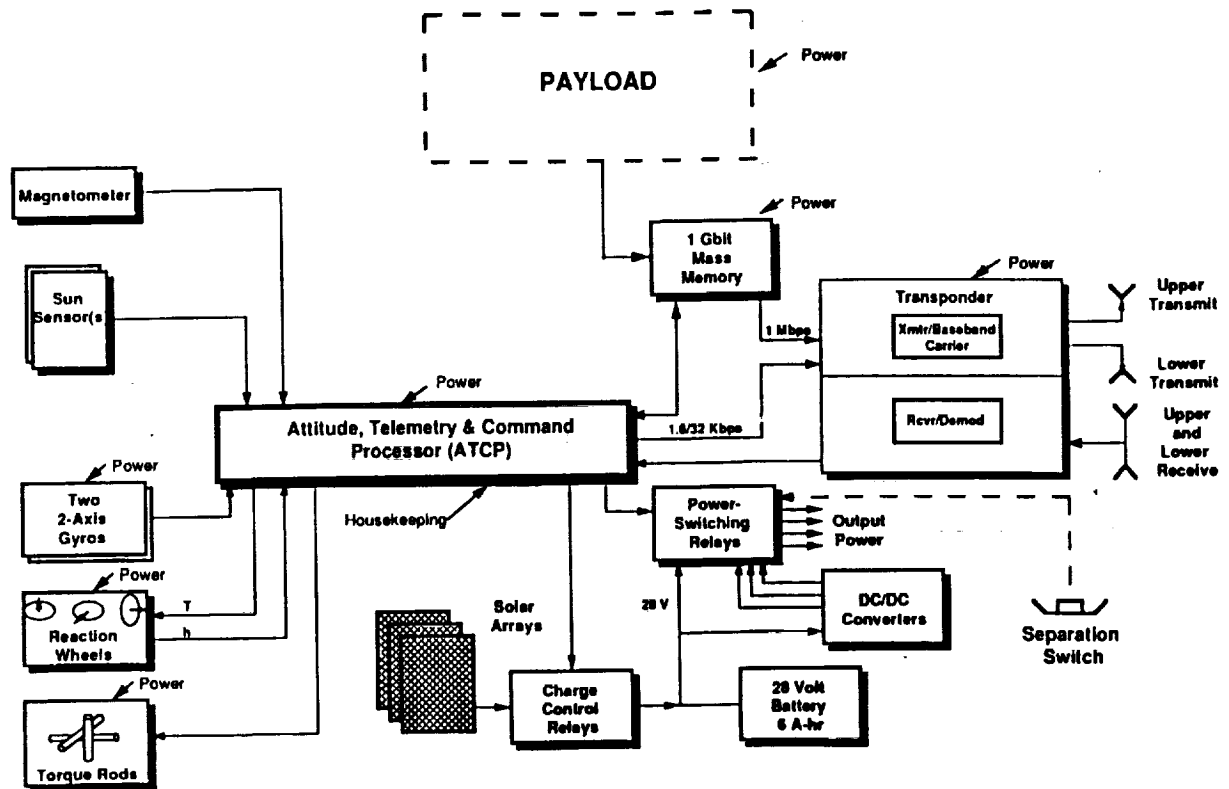 Power
PAYLOAD
Magnetometer
Power
1 Gbit
Mass
Memory
Power
Sun
Sensor(s
Transponder
Xmtr/Baseband
Carrier
Upper
Transmit
1 Mbps
Lower
Transmit
Power
Attitude, Telemetry & Command
Processor (ATCP)
1.6/32 Kbps
Rcvr/Demod
Upper
and
Lower
Receive
Power
Two
2-Axis
Gyros
Housekeeping
Power-
Switching
Relays
Output
Power
Power
T
h
Reaction
Wheels
Solar
Arrays
28 V
DC/DC
Converters
Separation
Switch
Power
Torque Rods
Charge
Control
Relays
28 Volt
Battery
6 A-hr